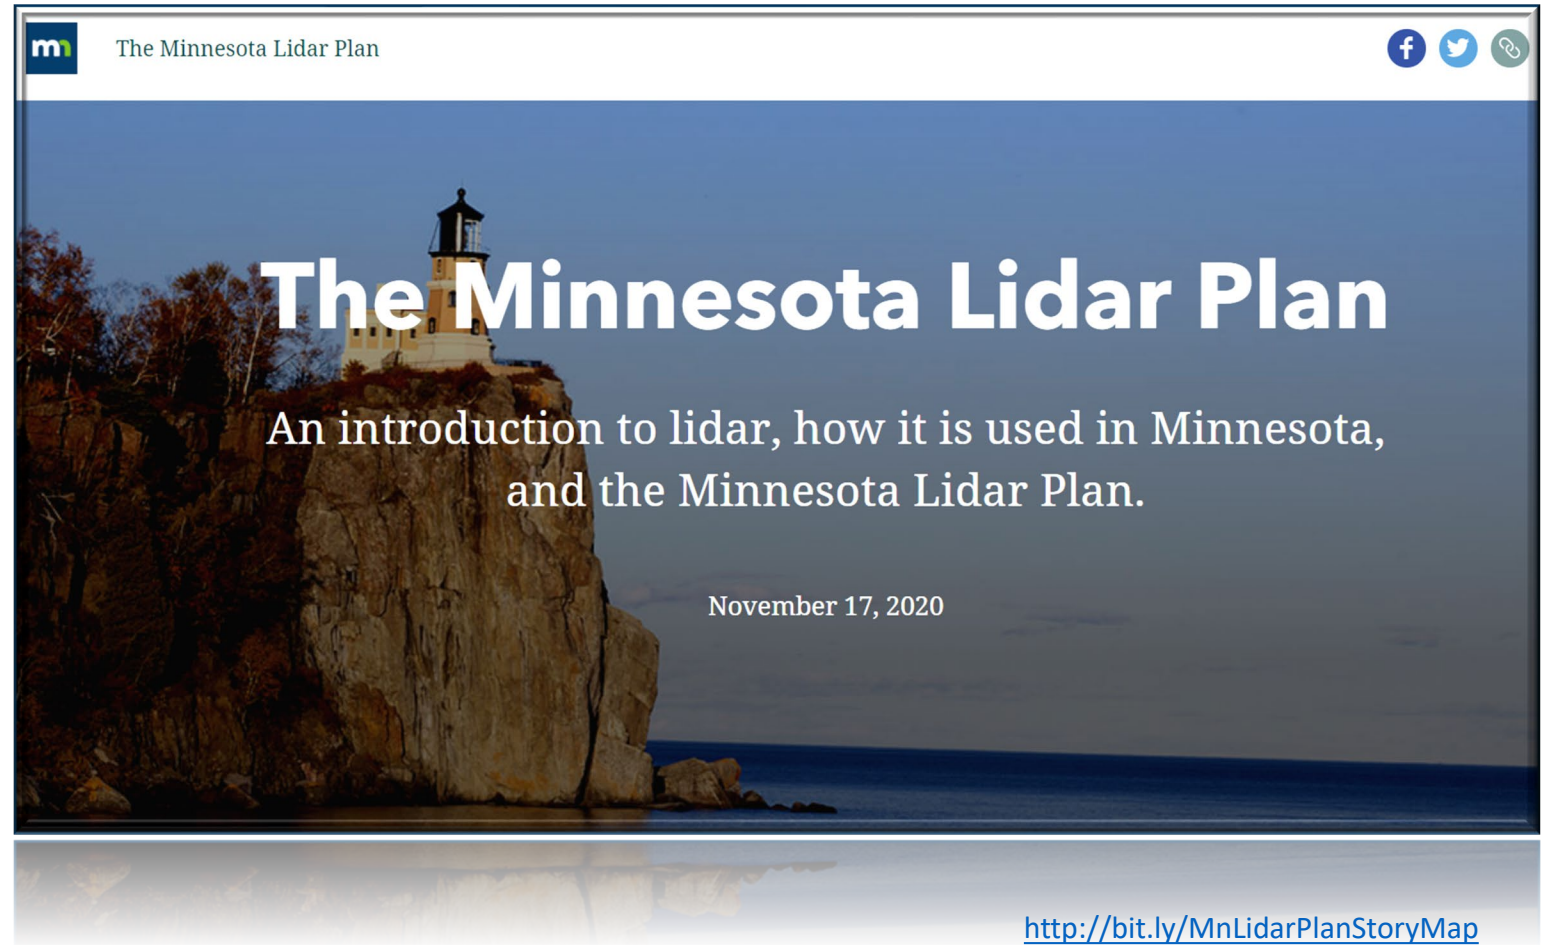 mn
The Minnesota Lidar Plan
The Minnesota Lidar Plan
An introduction to lidar, how it is used in Minnesota,
and the Minnesota Lidar Plan.
November 17, 2020
http://bit.ly/MnLidarPlanStoryMap